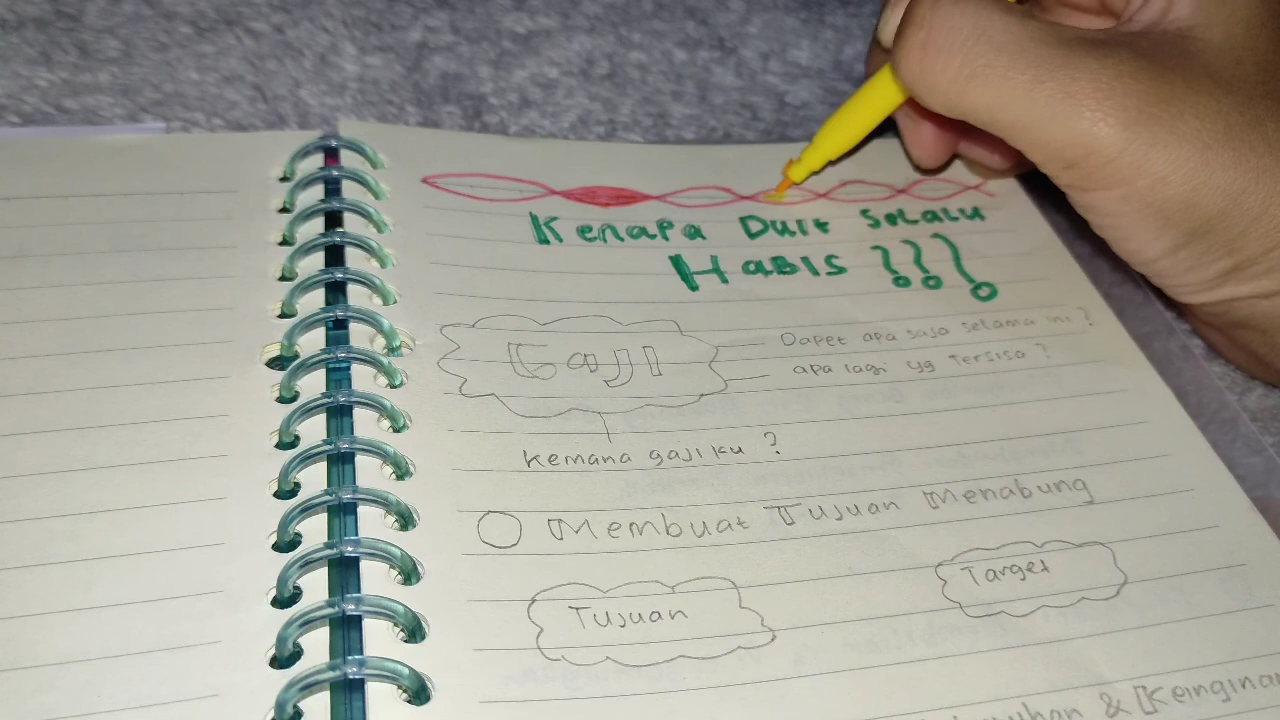 Kenapa Duit Selalu
Habis ???
Gaji
Dapet apa saja selama ini ?
apa lagi yg tersisa ?
Kemana gajiku ?
Membuat Tujuan Menabung
Tujuan
Target
& Keinginan